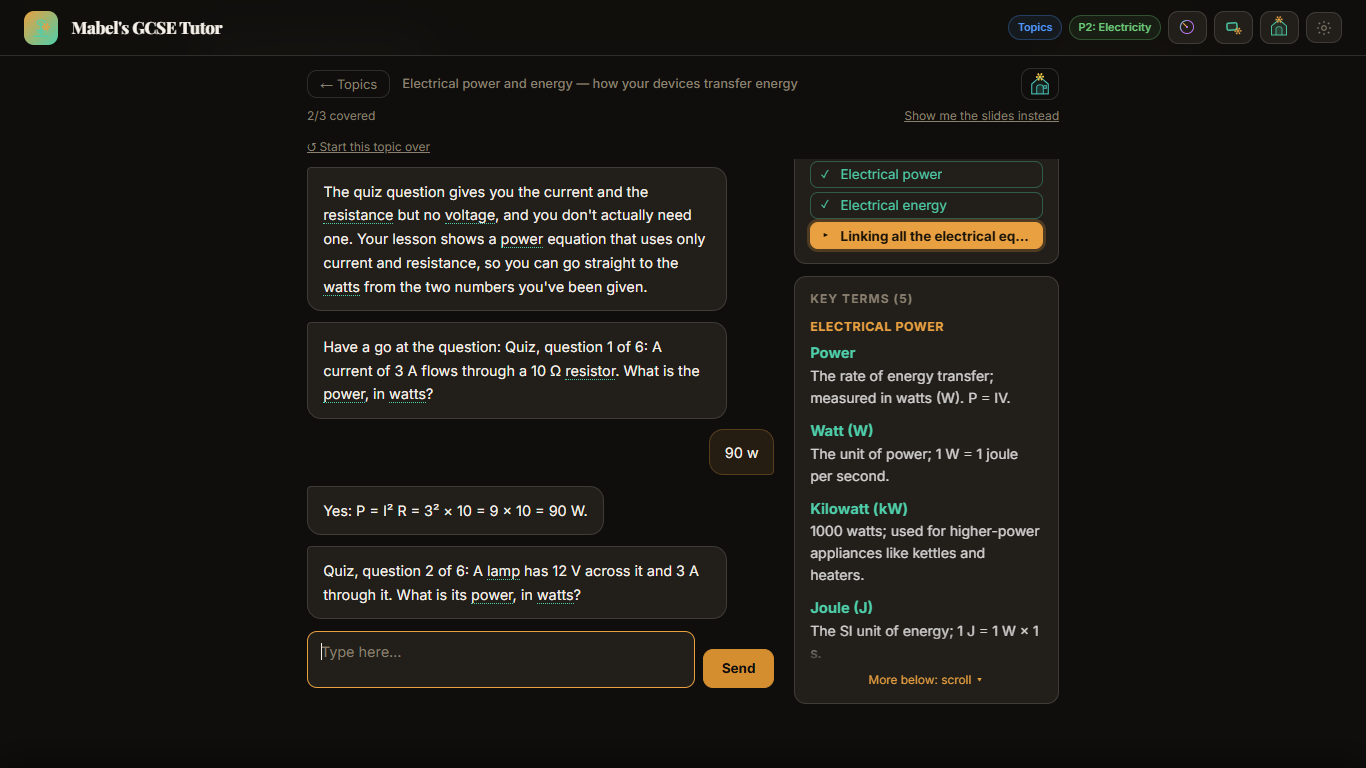 Mabel's GCSE Tutor
Topics
P2: Electricity
← Topics
Electrical power and energy — how your devices transfer energy
2/3 covered
Show me the slides instead
↺ Start this topic over
The quiz question gives you the current and the
resistance but no voltage, and you don't actually need
one. Your lesson shows a power equation that uses only
current and resistance, so you can go straight to the
watts from the two numbers you've been given.
Have a go at the question: Quiz, question 1 of 6: A
current of 3 A flows through a 10 Ω resistor. What is the
power, in watts?
90 w
Yes: P = I² R = 3² × 10 = 9 × 10 = 90 W.
Quiz, question 2 of 6: A lamp has 12 V across it and 3 A
through it. What is its power, in watts?
Type here...
Send
✓ Electrical power
✓ Electrical energy
‣ Linking all the electrical eq...
KEY TERMS (5)
ELECTRICAL POWER
Power
The rate of energy transfer;
measured in watts (W). P = IV.
Watt (W)
The unit of power; 1 W = 1 joule
per second.
Kilowatt (kW)
1000 watts; used for higher-power
appliances like kettles and
heaters.
Joule (J)
The SI unit of energy; 1 J = 1 W × 1
s.
More below: scroll ▾